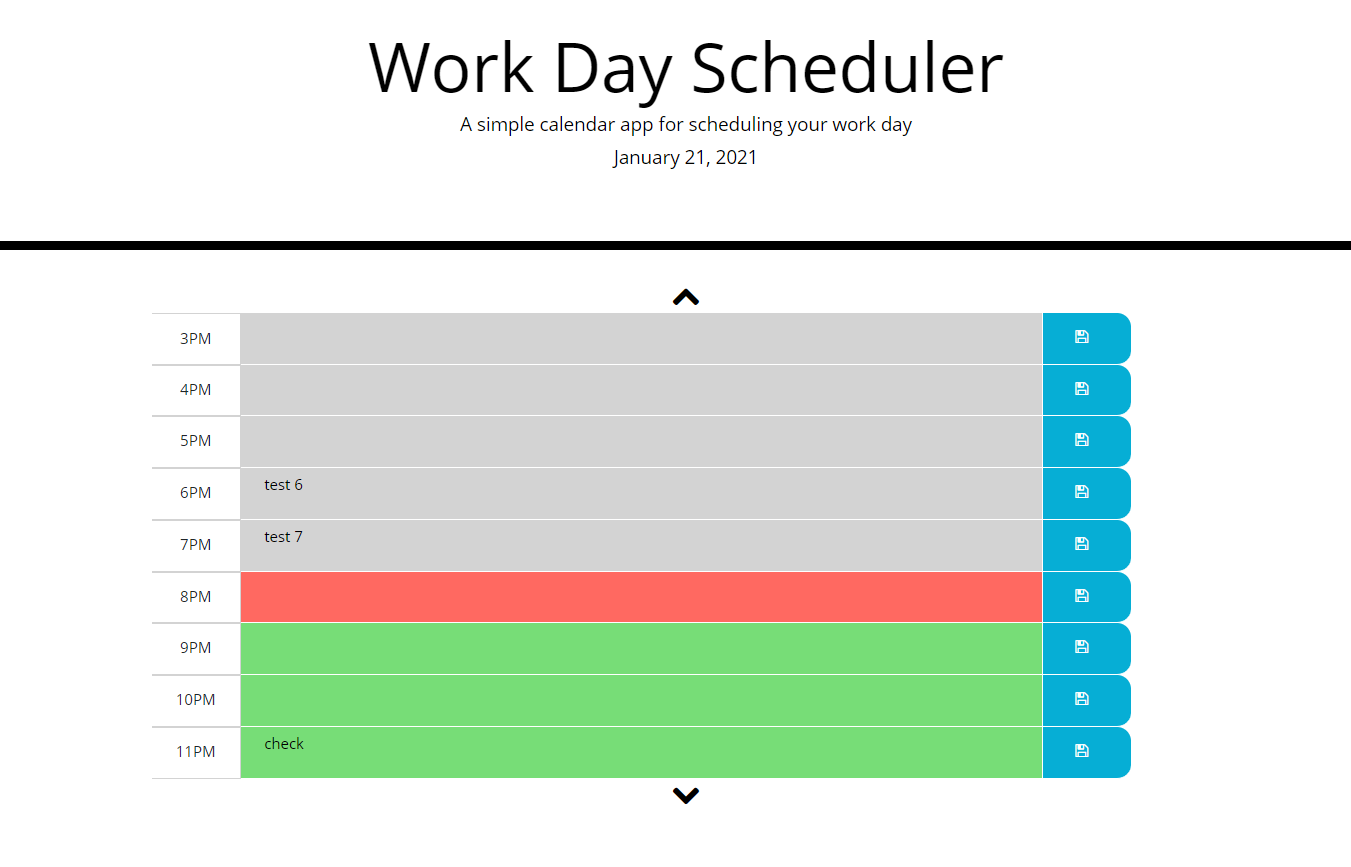 Work Day Scheduler
A simple calendar app for scheduling your work day
January 21, 2021
3PM
4PM
5PM
6PM test 6
7PM test 7
8PM
9PM
10PM
11PM check